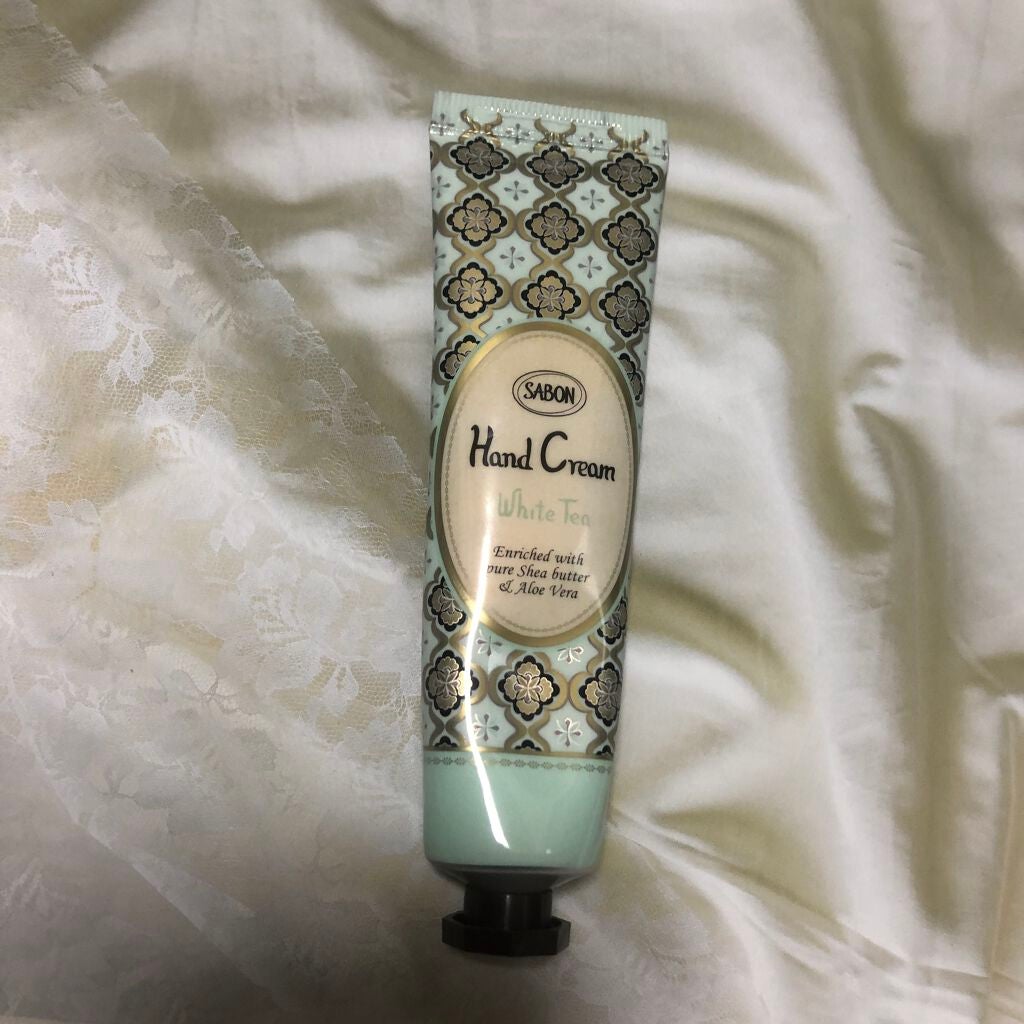 SABON
Hand Cream
White Tea
Enriched with
pure Shea butter
& Aloe Vera